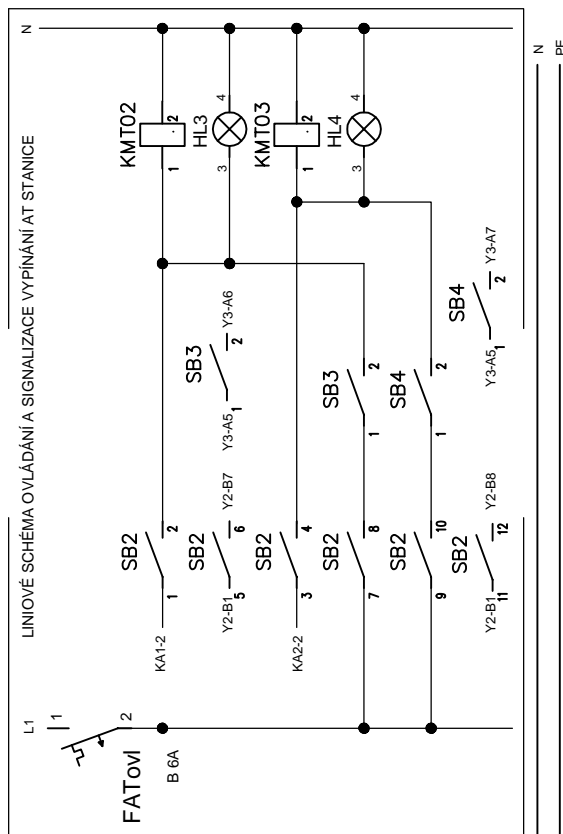 LINIOVÉ SCHÉMA OVLÁDÁNÍ A SIGNALIZACE VYPÍNÁNÍ AT STANICE
L1
N
1
2
FATovl
B 6A
KA1-2
1
SB2
2
1
KMT02
2
Y2-B1
5
SB2
6
Y2-B7
Y3-A5
1
SB3
2
Y3-A6
3
HL3
4
KA2-2
3
SB2
4
1
KMT03
2
3
HL4
4
7
SB2
8
1
SB3
2
9
SB2
10
1
SB4
2
Y2-B1
11
SB2
12
Y2-B8
Y3-A5
1
SB4
2
Y3-A7
N
PE